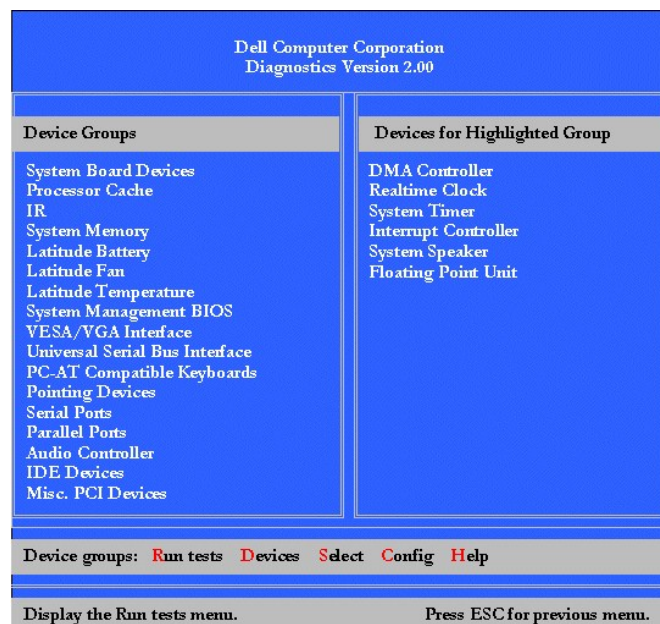 Dell Computer Corporation
Diagnostics Version 2.00
Device Groups
System Board Devices
Processor Cache
IR
System Memory
Latitude Battery
Latitude Fan
Latitude Temperature
System Management BIOS
VESA/VGA Interface
Universal Serial Bus Interface
PC-AT Compatible Keyboards
Pointing Devices
Serial Ports
Parallel Ports
Audio Controller
IDE Devices
Misc. PCI Devices
Devices for Highlighted Group
DMA Controller
Realtime Clock
System Timer
Interrupt Controller
System Speaker
Floating Point Unit
Device groups: Run tests Devices Select Config Help
Display the Run tests menu. Press ESC for previous menu.